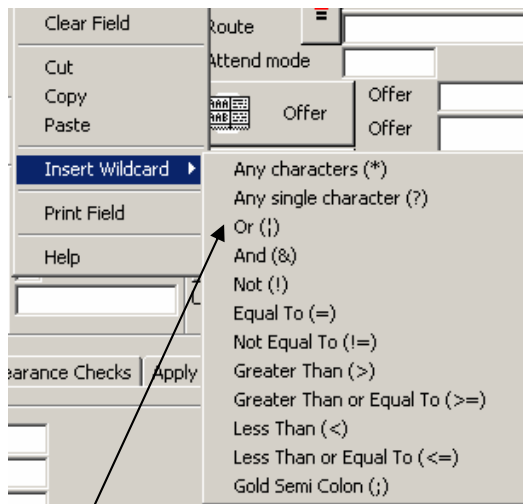 Clear Field
Cut
Copy
Paste
Insert Wildcard
Print Field
Help
Route
Attend mode
Offer
Offer
Offer
Any characters (*)
Any single character (?)
Or (¦)
And (&)
Not (!)
Equal To (=)
Not Equal To (!=)
Greater Than (>)
Greater Than or Equal To (>=)
Less Than (<)
Less Than or Equal To (<=)
Gold Semi Colon (;)
earance Checks
Apply